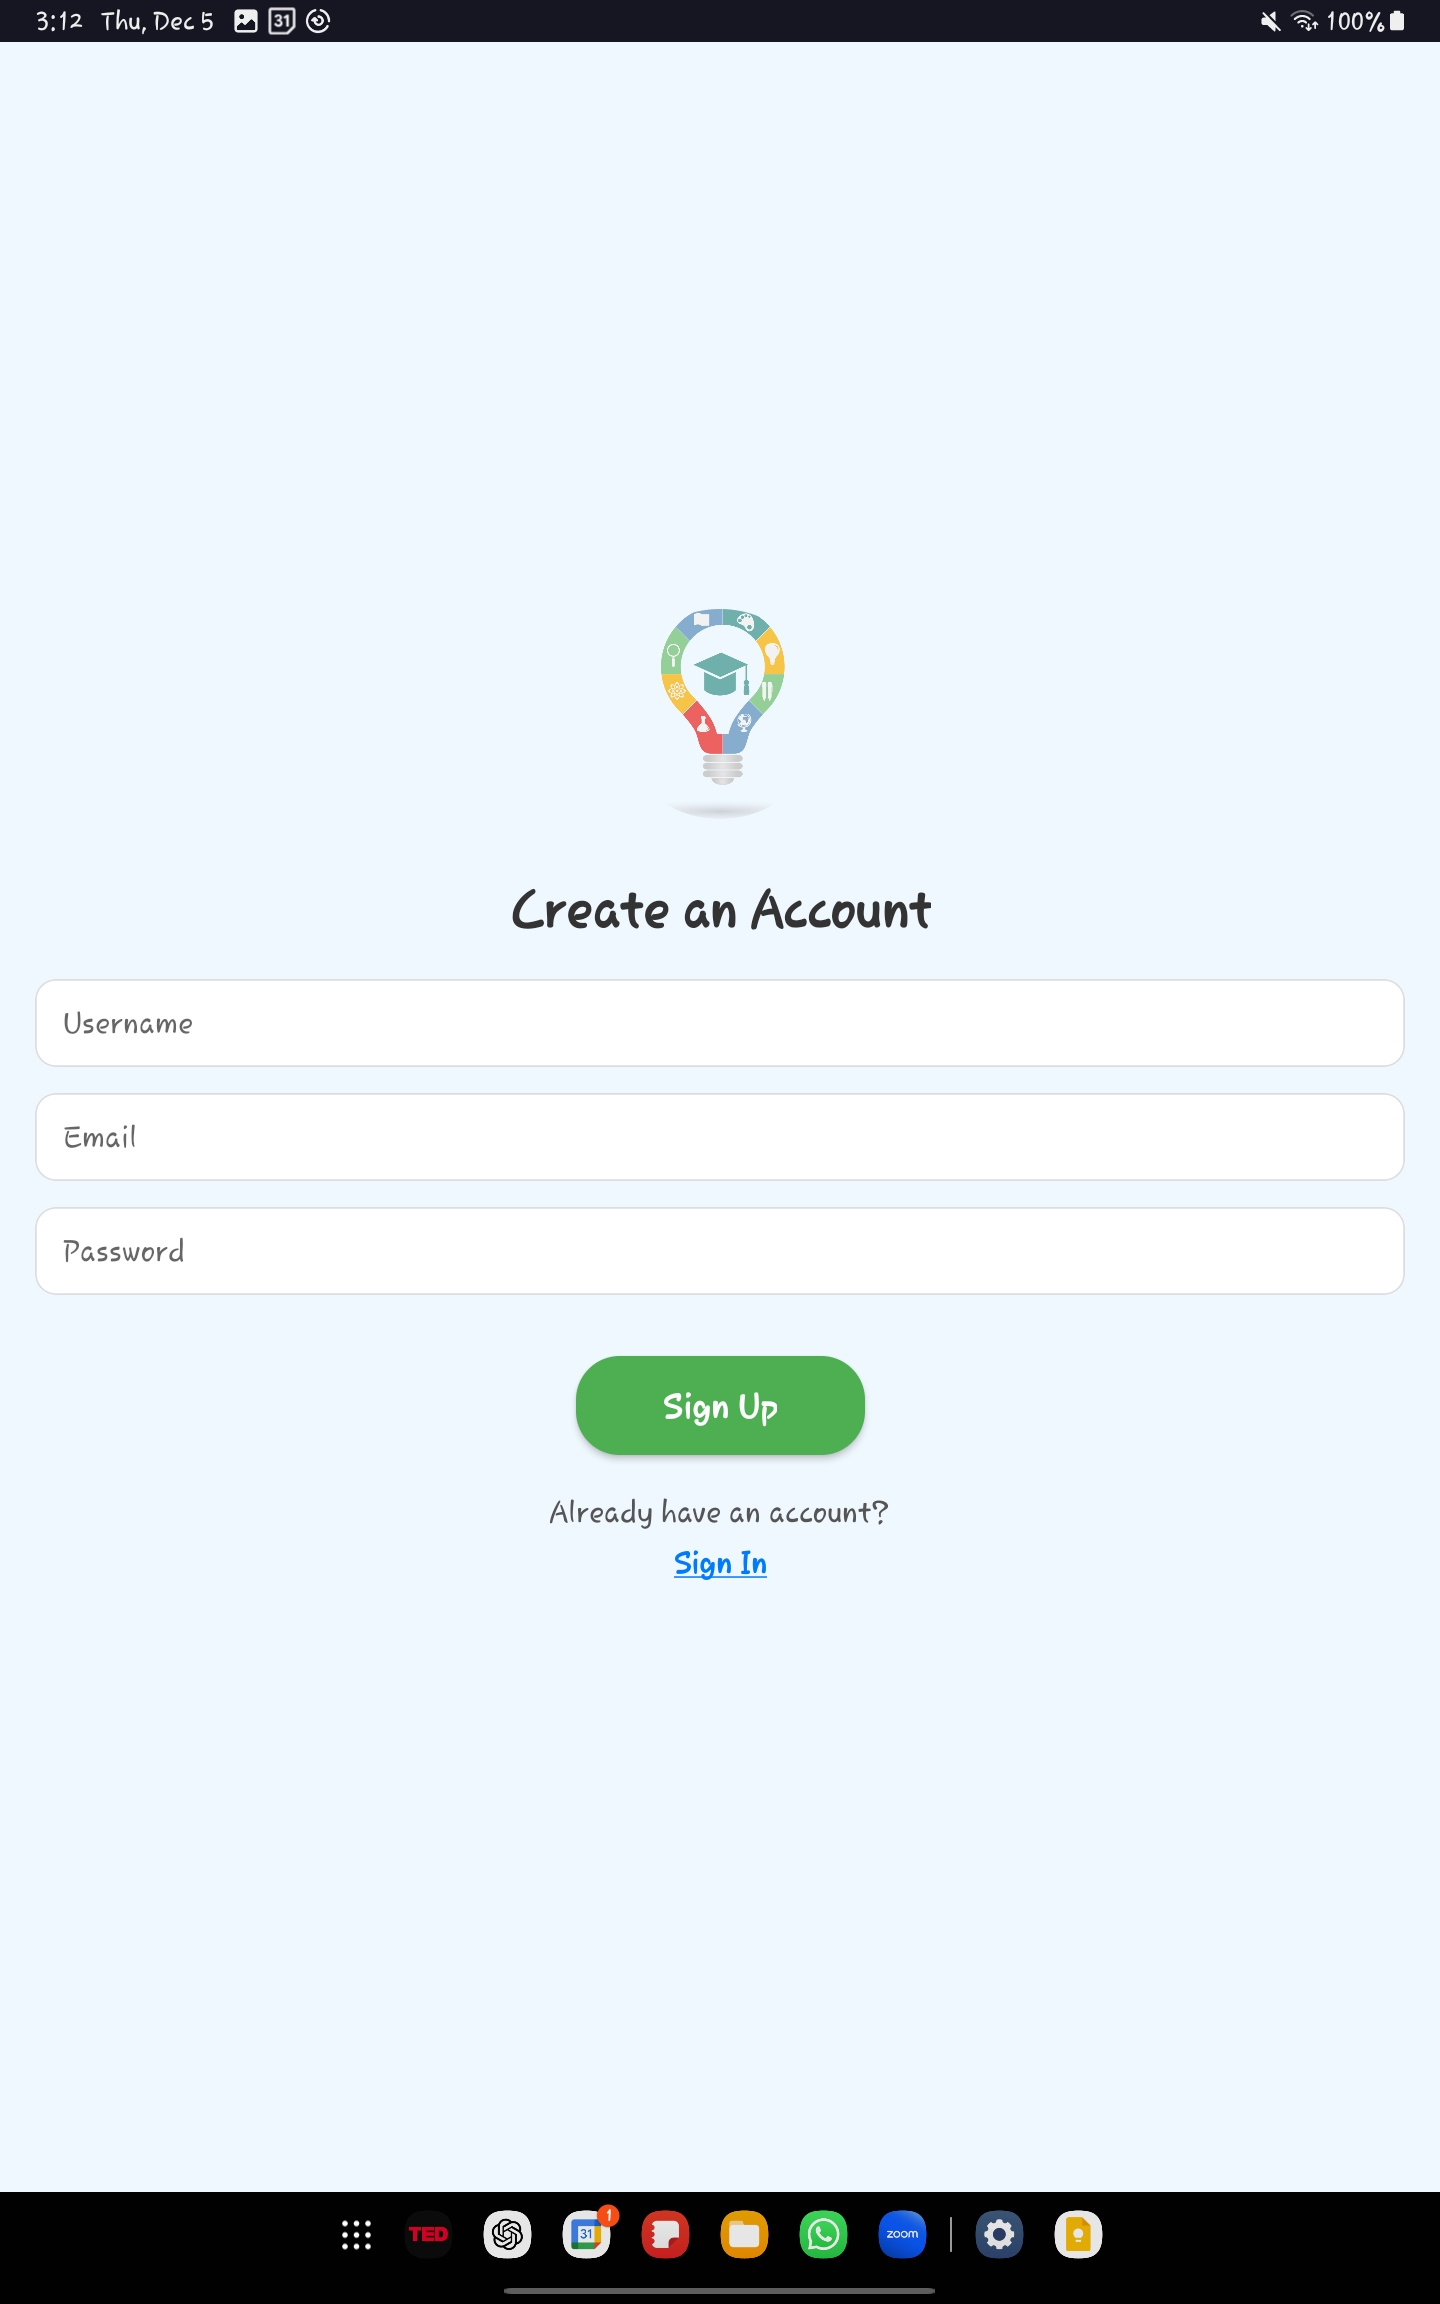 3:12 Thu, Dec 5 31 100%
Create an Account
Username
Email
Password
Sign Up
Already have an account?
Sign In
TED 31 1 zoom